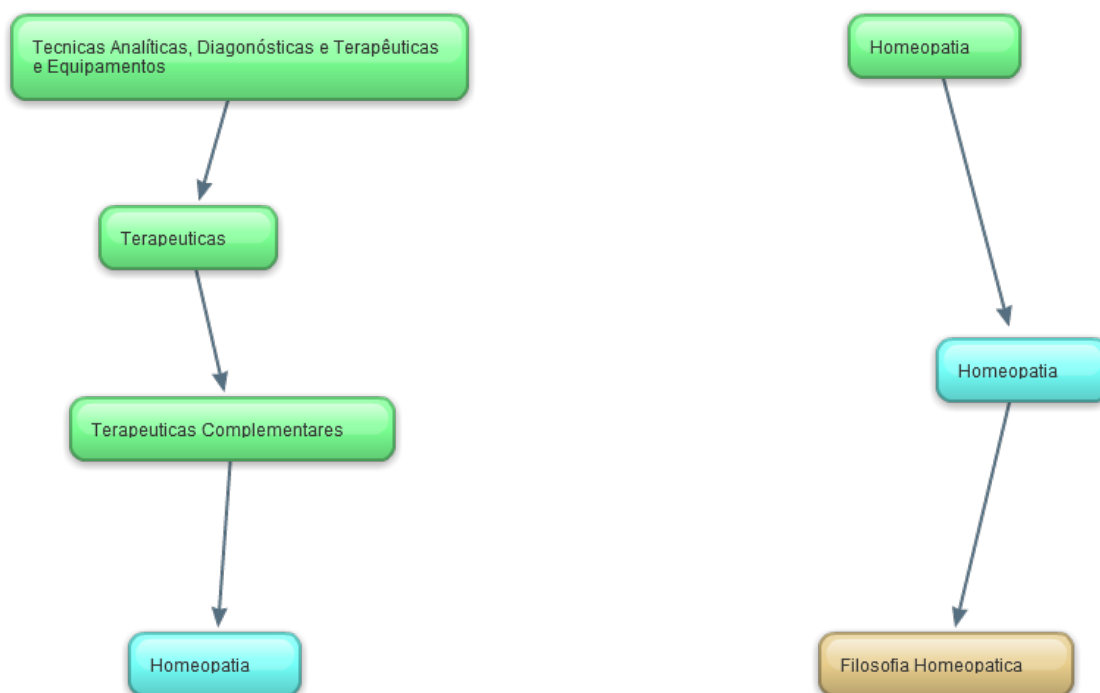 Tecnicas Analíticas, Diagonósticas e Terapêuticas
e Equipamentos
Homeopatia
Terapeuticas
Homeopatia
Terapeuticas Complementares
Homeopatia
Filosofia Homeopatica